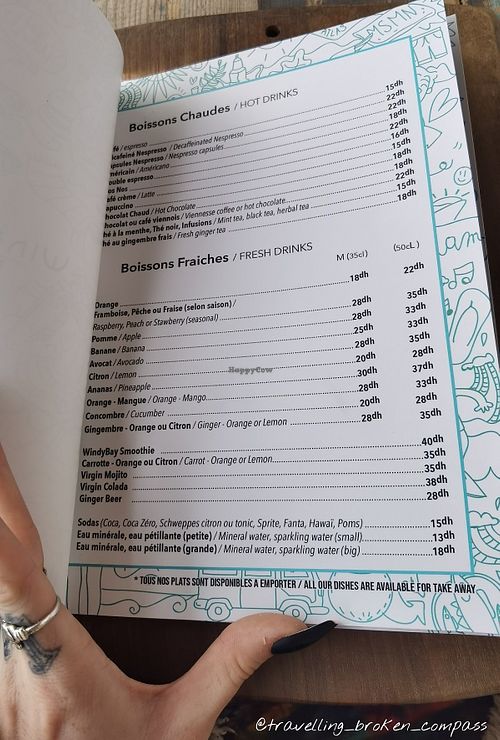 MSMN
Boissons Chaudes / HOT DRINKS
fé / espresso 15dh
écafeiné Nespresso / Decaffeinated Nespresso 22dh
psules Nespresso / Nespresso capsules 22dh
méricain / Américano 18dh
ouble espresso 22dh
os Nos 16dh
afé crème / Latte 15dh
apuccino 18dh
hocolat Chaud / Hot Chocolate 18dh
hocolat ou café viennois / Viennesse coffee or hot chocolate 22dh
hé à la menthe, Thé noir, Infusions / Mint tea, black tea, herbal tea 15dh
hé au gingembre frais / Fresh ginger tea 18dh
Boissons Fraiches / FRESH DRINKS M (35cl) (50cL)
Orange 18dh 22dh
Framboise, Pêche ou Fraise (selon saison) /
Raspberry, Peach or Stawberry (seasonal) 28dh 35dh
Pomme / Apple 28dh 33dh
Banane / Banana 25dh 33dh
Avocat / Avocado 28dh 35dh
Citron / Lemon 20dh 28dh
Ananas / Pineapple 30dh 37dh
Orange - Mangue / Orange - Mango 28dh 33dh
Concombre / Cucumber 20dh 28dh
Gingembre - Orange ou Citron / Ginger - Orange or Lemon 28dh 35dh
WindyBay Smoothie 40dh
Carrotte - Orange ou Citron / Carrot - Orange or Lemon 35dh
Virgin Mojito 35dh
Virgin Colada 38dh
Ginger Beer 28dh
Sodas (Coca, Coca Zéro, Schweppes citron ou tonic, Sprite, Fanta, Hawaï, Poms) 15dh
Eau minérale, eau pétillante (petite) / Mineral water, sparkling water (small) 13dh
Eau minérale, eau pétillante (grande) / Mineral water, sparkling water (big) 18dh
* TOUS NOS PLATS SONT DISPONIBLES A EMPORTER / ALL OUR DISHES ARE AVAILABLE FOR TAKE AWAY
HappyCow
@travelling_broken_compass